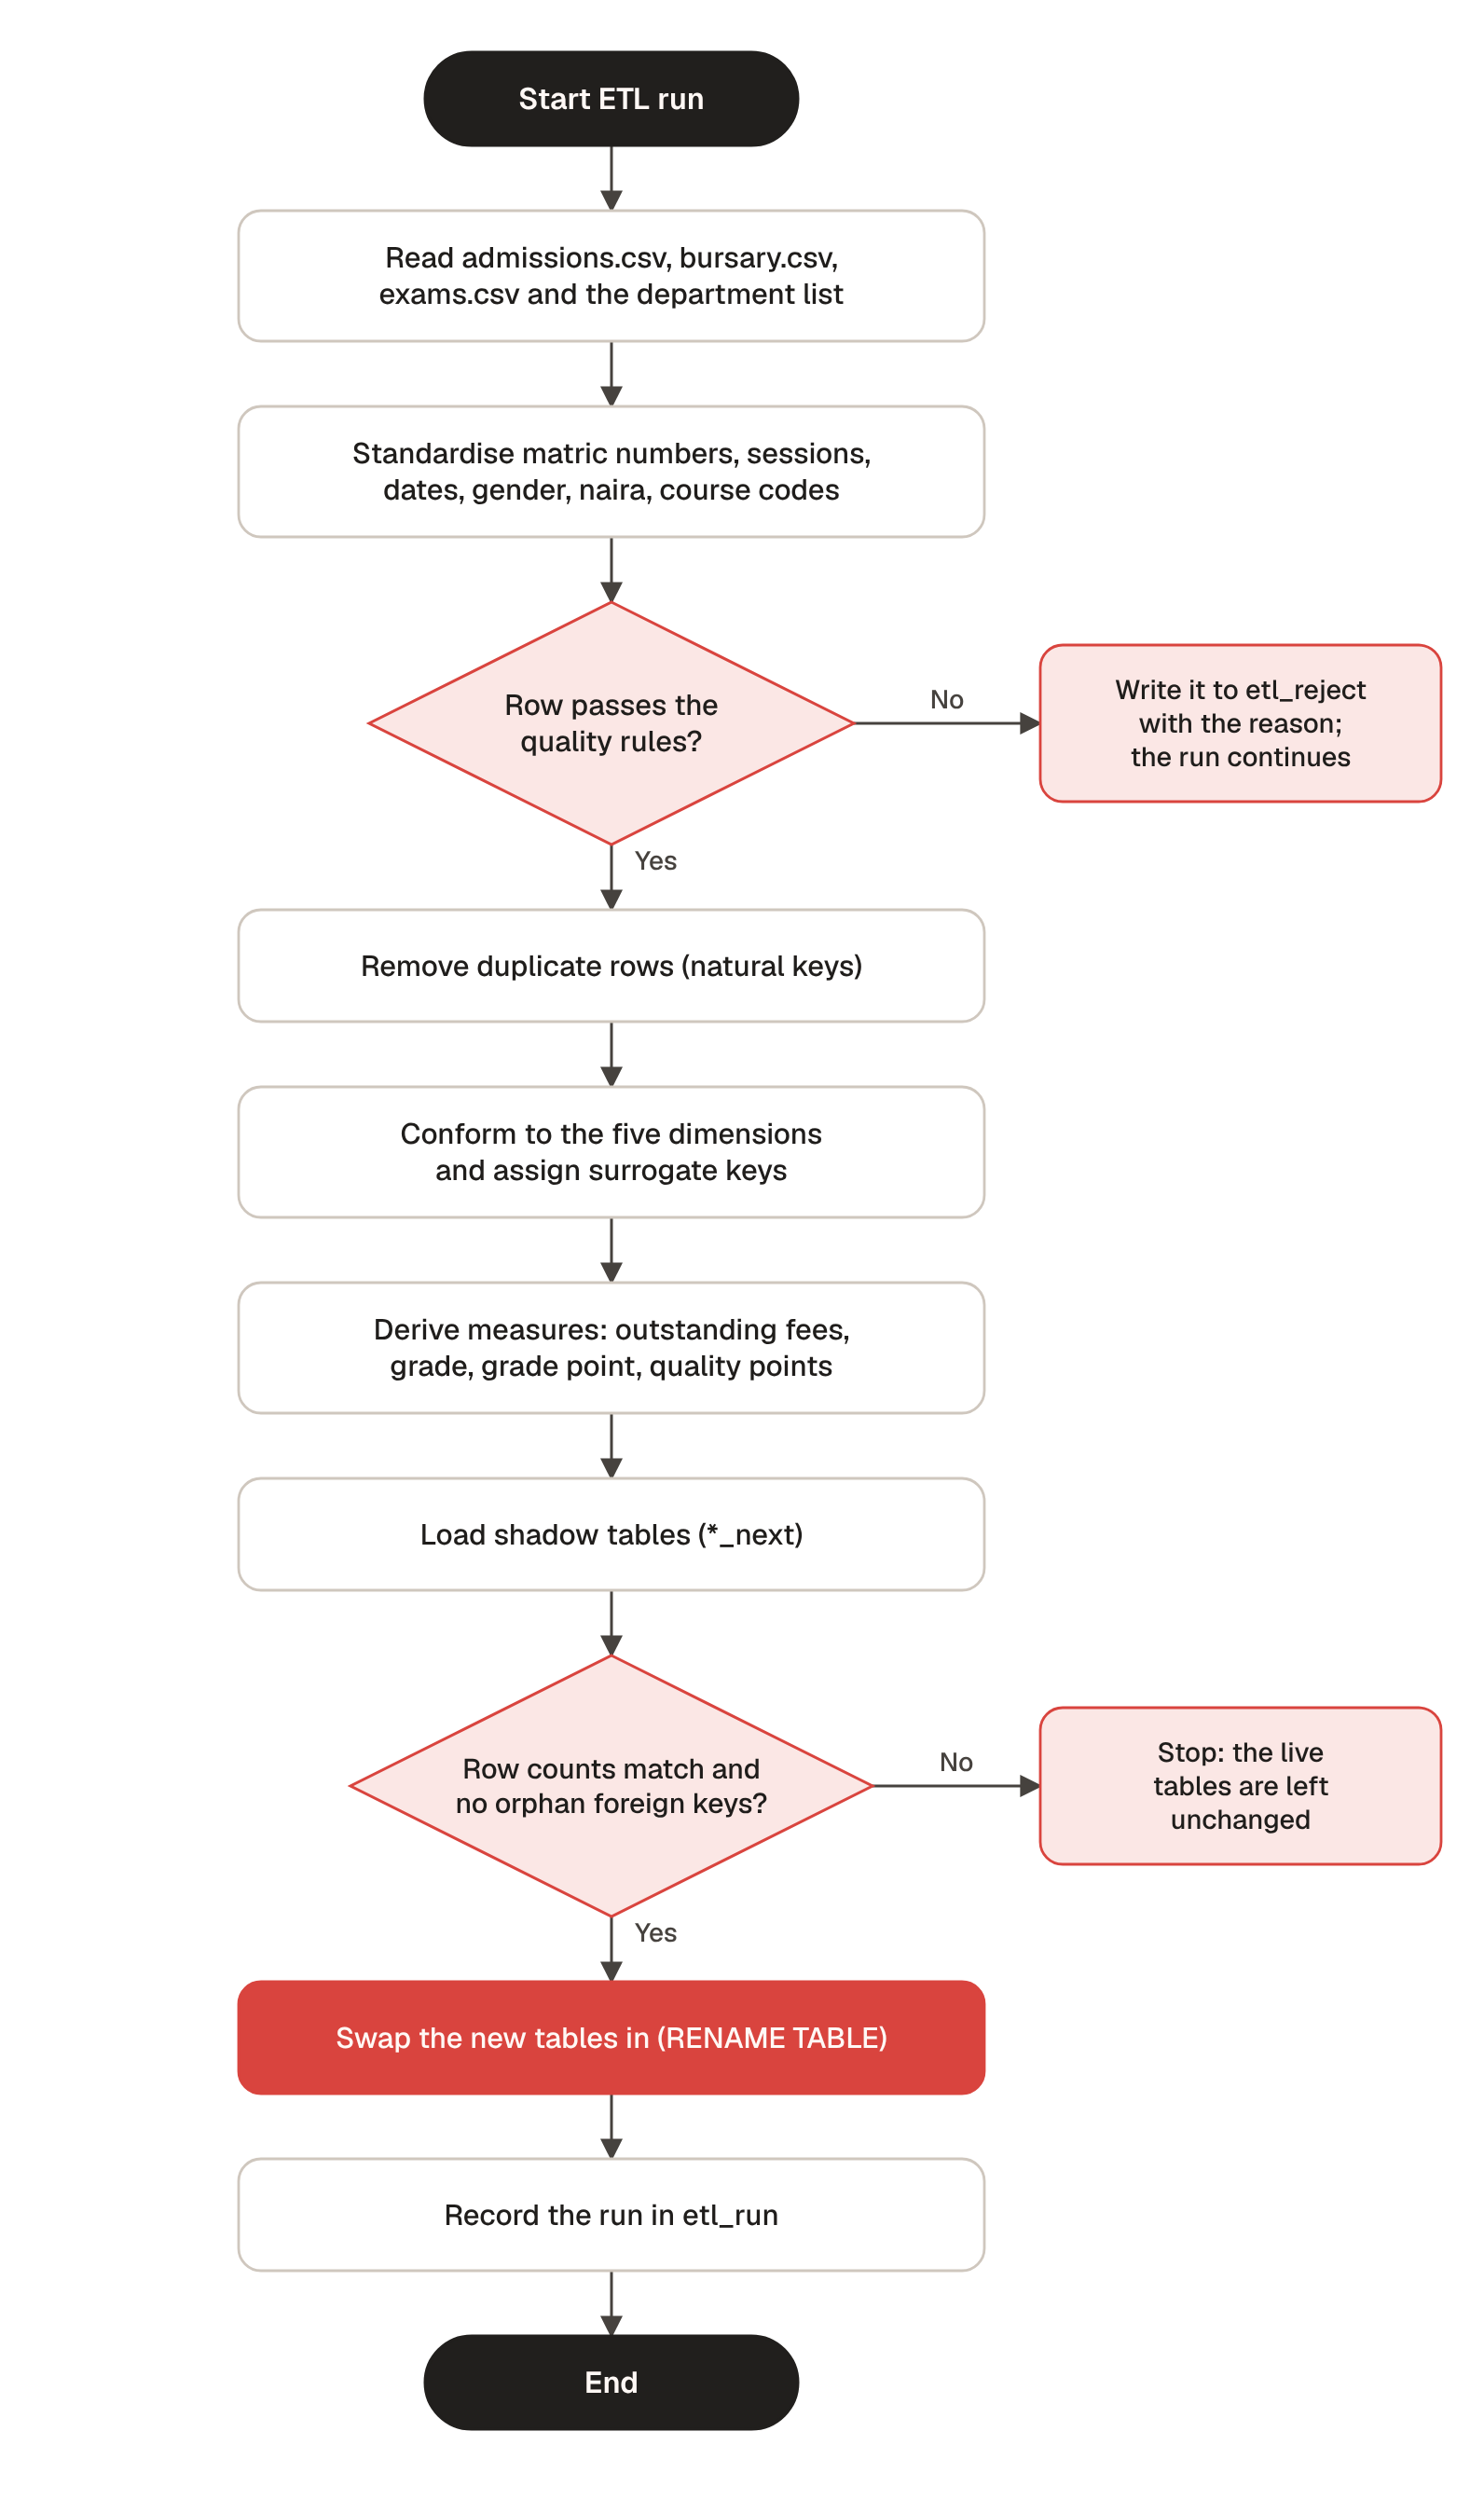 Start ETL run
Read admissions.csv, bursary.csv,
exams.csv and the department list
Standardise matric numbers, sessions,
dates, gender, naira, course codes
Row passes the
quality rules?
No
Write it to etl_reject
with the reason;
the run continues
Yes
Remove duplicate rows (natural keys)
Conform to the five dimensions
and assign surrogate keys
Derive measures: outstanding fees,
grade, grade point, quality points
Load shadow tables (*_next)
Row counts match and
no orphan foreign keys?
No
Stop: the live
tables are left
unchanged
Yes
Swap the new tables in (RENAME TABLE)
Record the run in etl_run
End